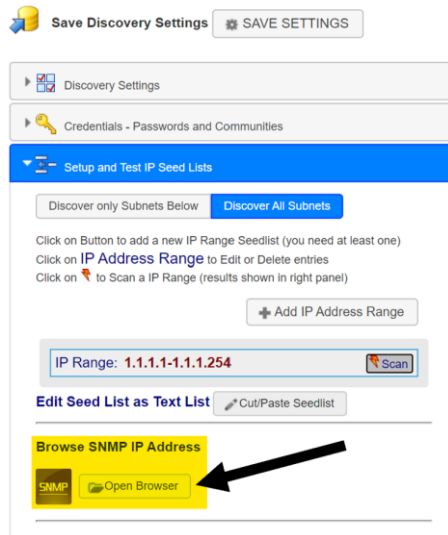 Save Discovery Settings SAVE SETTINGS
Discovery Settings
Credentials - Passwords and Communities
Setup and Test IP Seed Lists
Discover only Subnets Below Discover All Subnets
Click on Button to add a new IP Range Seedlist (you need at least one)
Click on IP Address Range to Edit or Delete entries
Click on to Scan a IP Range (results shown in right panel)
Add IP Address Range
IP Range: 1.1.1.1-1.1.1.254 Scan
Edit Seed List as Text List Cut/Paste Seedlist
Browse SNMP IP Address
SNMP Open Browser